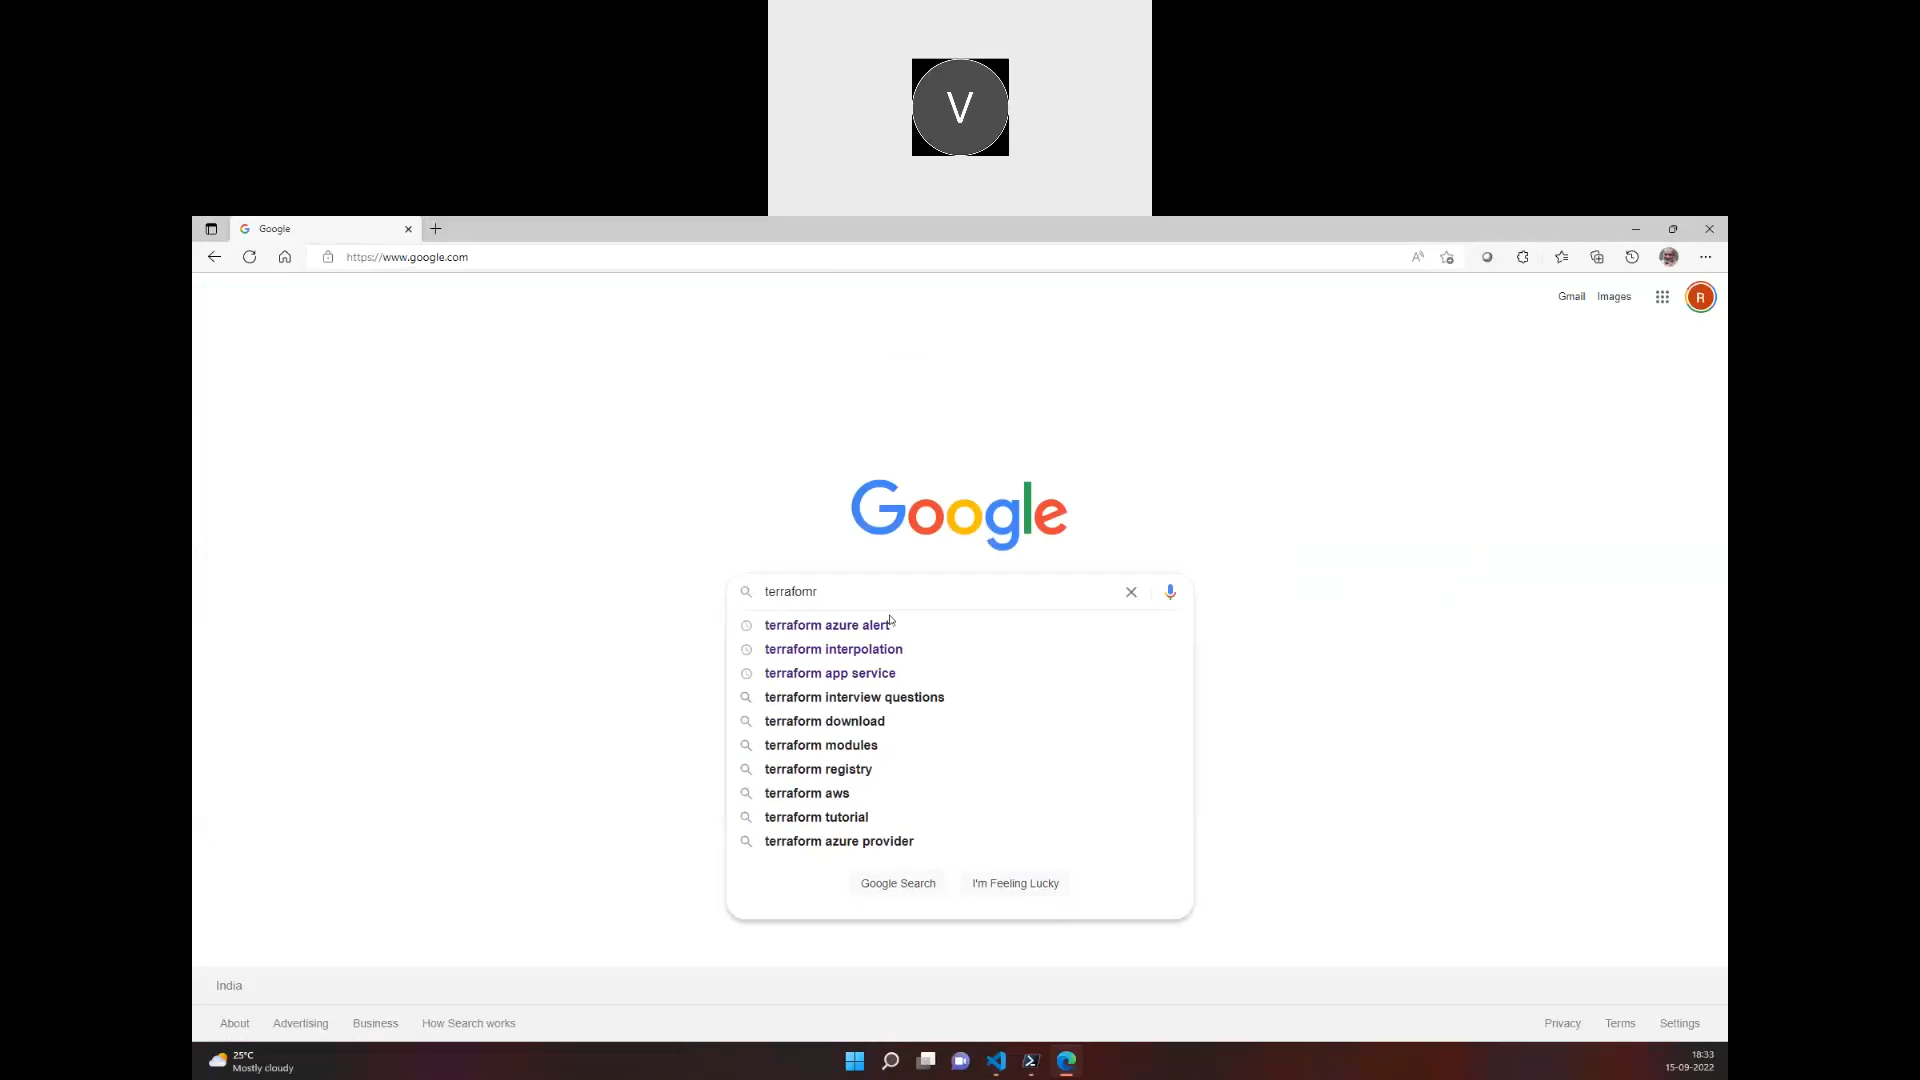 V
Google
https://www.google.com
Gmail Images R
Google
terrafomr
terraform azure alert
terraform interpolation
terraform app service
terraform interview questions
terraform download
terraform modules
terraform registry
terraform aws
terraform tutorial
terraform azure provider
Google Search I'm Feeling Lucky
India
About Advertising Business How Search works Privacy Terms Settings
25°C
Mostly cloudy
18:33
15-09-2022